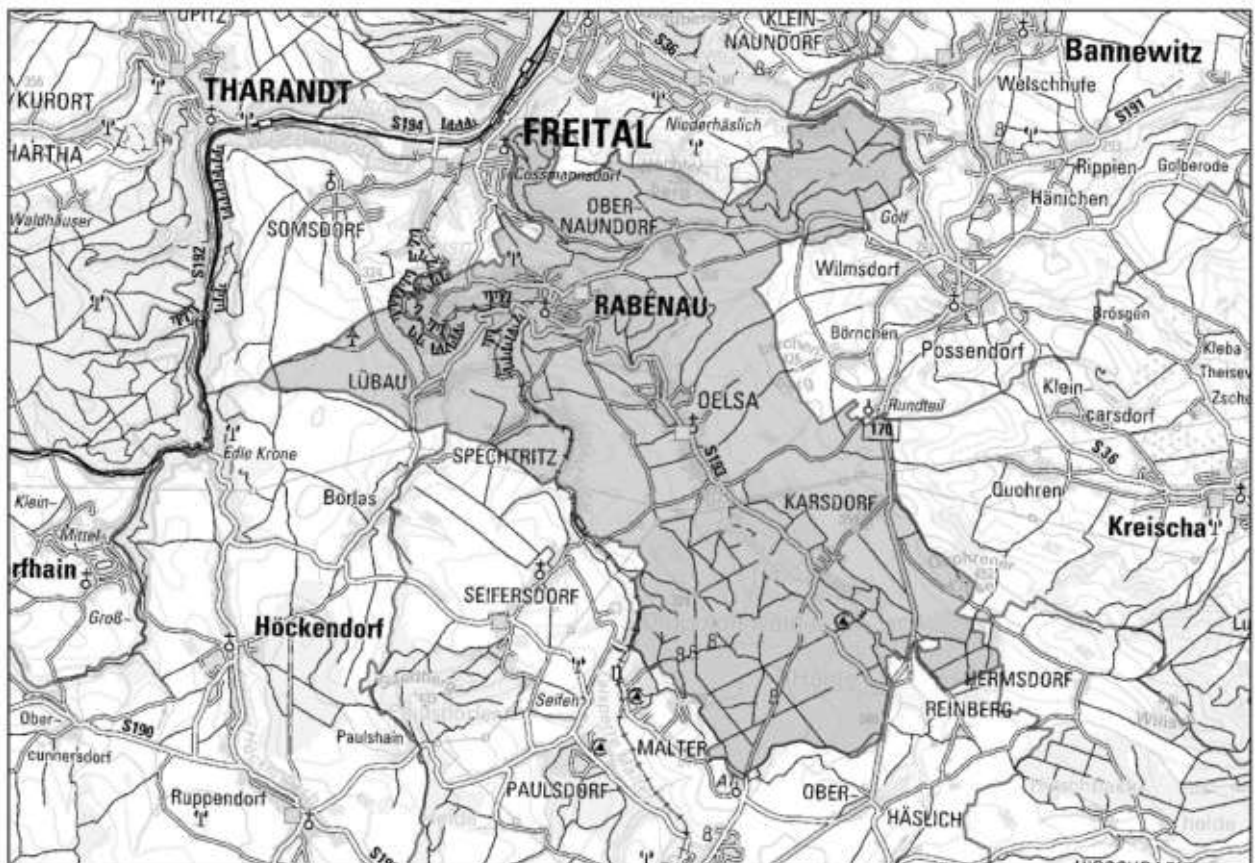 OPITZ
S36
KLEIN-
NAUNDORF
Bannewitz
Welschhufe
KURORT
HARTHA
THARANDT
S194
FREITAL
Niederhäslich
S191
Rippien
Golberode
Hänichen
Cossmannsdorf
OBER-
NAUNDORF
Golf
Waldhäuser
SOMSDORF
S192
324
Wilmsdorf
RABENAU
Börnchen
Possendorf
Brösgen
Kleba
Theisew
Zscho
LÜBAU
OELSA
Rundteil
170
Klein-
carsdorf
S36
Edle Krone
SPECHTRITZ
S193
Borlas
KARSDORF
Quohren
Kreischa
Klein-
Mittel-
rfhain
Groß-
SEIFERSDORF
Höckendorf
Seifen
HERMSDORF
REINBERG
Ober-
cunnersdorf
S190
Paulshain
MALTER
PAULSDORF
Ruppendorf
OBER-
HÄSLICH